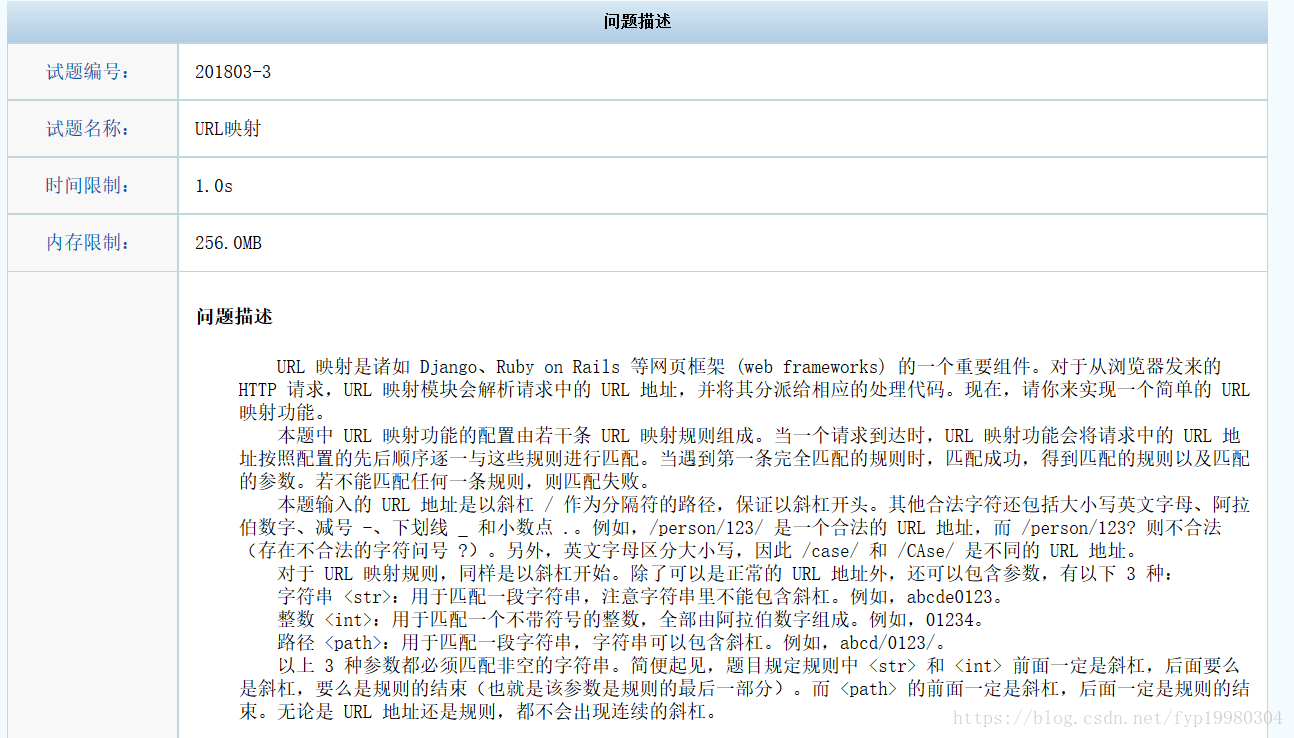 问题描述
试题编号： 201803-3
试题名称： URL映射
时间限制： 1.0s
内存限制： 256.0MB
问题描述
URL 映射是诸如 Django、Ruby on Rails 等网页框架 (web frameworks) 的一个重要组件。对于从浏览器发来的
HTTP 请求，URL 映射模块会解析请求中的 URL 地址，并将其分派给相应的处理代码。现在，请你来实现一个简单的 URL
映射功能。
本题中 URL 映射功能的配置由若干条 URL 映射规则组成。当一个请求到达时，URL 映射功能会将请求中的 URL 地
址按照配置的先后顺序逐一与这些规则进行匹配。当遇到第一条完全匹配的规则时，匹配成功，得到匹配的规则以及匹配
的参数。若不能匹配任何一条规则，则匹配失败。
本题输入的 URL 地址是以斜杠 / 作为分隔符的路径，保证以斜杠开头。其他合法字符还包括大小写英文字母、阿拉
伯数字、减号 -、下划线 _ 和小数点 .。例如，/person/123/ 是一个合法的 URL 地址，而 /person/123? 则不合法
（存在不合法的字符问号 ?）。另外，英文字母区分大小写，因此 /case/ 和 /CAse/ 是不同的 URL 地址。
对于 URL 映射规则，同样是以斜杠开始。除了可以是正常的 URL 地址外，还可以包含参数，有以下 3 种：
字符串 <str>：用于匹配一段字符串，注意字符串里不能包含斜杠。例如，abcde0123。
整数 <int>：用于匹配一个不带符号的整数，全部由阿拉伯数字组成。例如，01234。
路径 <path>：用于匹配一段字符串，字符串可以包含斜杠。例如，abcd/0123/。
以上 3 种参数都必须匹配非空的字符串。简便起见，题目规定规则中 <str> 和 <int> 前面一定是斜杠，后面要么
是斜杠，要么是规则的结束（也就是该参数是规则的最后一部分）。而 <path> 的前面一定是斜杠，后面一定是规则的结
束。无论是 URL 地址还是规则，都不会出现连续的斜杠。
https://blog.csdn.net/fyp19980304